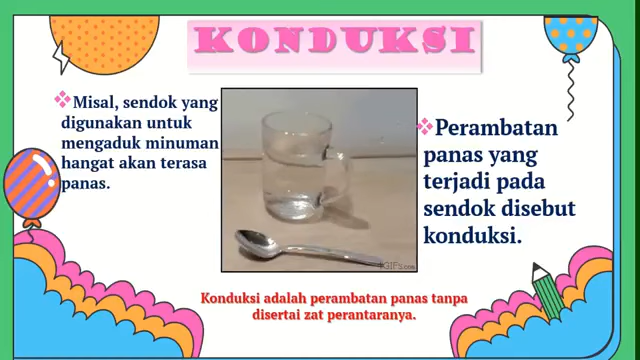 KONDUKSI
Misal, sendok yang
digunakan untuk
mengaduk minuman
hangat akan terasa
panas.
Perambatan
panas yang
terjadi pada
sendok disebut
konduksi.
Konduksi adalah perambatan panas tanpa
disertai zat perantaranya.